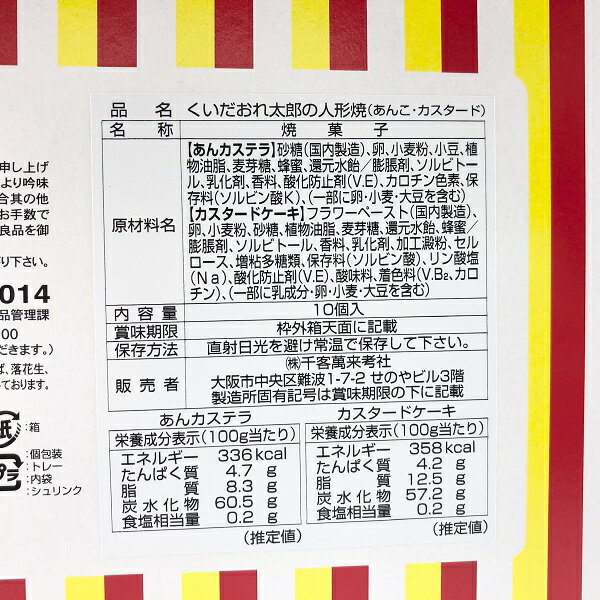 申し上げ
より吟味
合其の他
お手数で
良品を御
り下さい。
014
品管理課
00
だきます。)
ば、落花生、
ております。
紙
:箱
プラ
:個包装
:トレー
:内袋
:シュリンク
品名 くいだおれ太郎の人形焼(あんこ・カスタード)
名称 焼菓子
原材料名
【あんカステラ】砂糖(国内製造)、卵、小麦粉、小豆、植
物油脂、麦芽糖、蜂蜜、還元水飴/膨脹剤、ソルビトー
ル、乳化剤、香料、酸化防止剤(V.E)、カロチン色素、保
存料(ソルビン酸K)、(一部に卵・小麦・大豆を含む)
【カスタードケーキ】フラワーペースト(国内製造)、
卵、小麦粉、砂糖、植物油脂、麦芽糖、還元水飴、蜂蜜/
膨脹剤、ソルビトール、香料、乳化剤、加工澱粉、セル
ロース、増粘多糖類、保存料(ソルビン酸)、リン酸塩
(Na)、酸化防止剤(V.E)、酸味料、着色料(V.B₂、カロ
チン)、(一部に乳成分・卵・小麦・大豆を含む)
内容量 10個入
賞味期限 枠外箱天面に記載
保存方法 直射日光を避け常温で保存して下さい。
販売者
㈱千客萬来考社
大阪市中央区難波1-7-2 せのやビル3階
製造所固有記号は賞味期限の下に記載
あんカステラ
栄養成分表示(100g当たり)
エネルギー 336kcal
たんぱく質 4.7 g
脂質 8.3 g
炭水化物 60.5 g
食塩相当量 0.2 g
(推定値)
カスタードケーキ
栄養成分表示(100g当たり)
エネルギー 358kcal
たんぱく質 4.2 g
脂質 12.5 g
炭水化物 57.2 g
食塩相当量 0.2 g
(推定値)